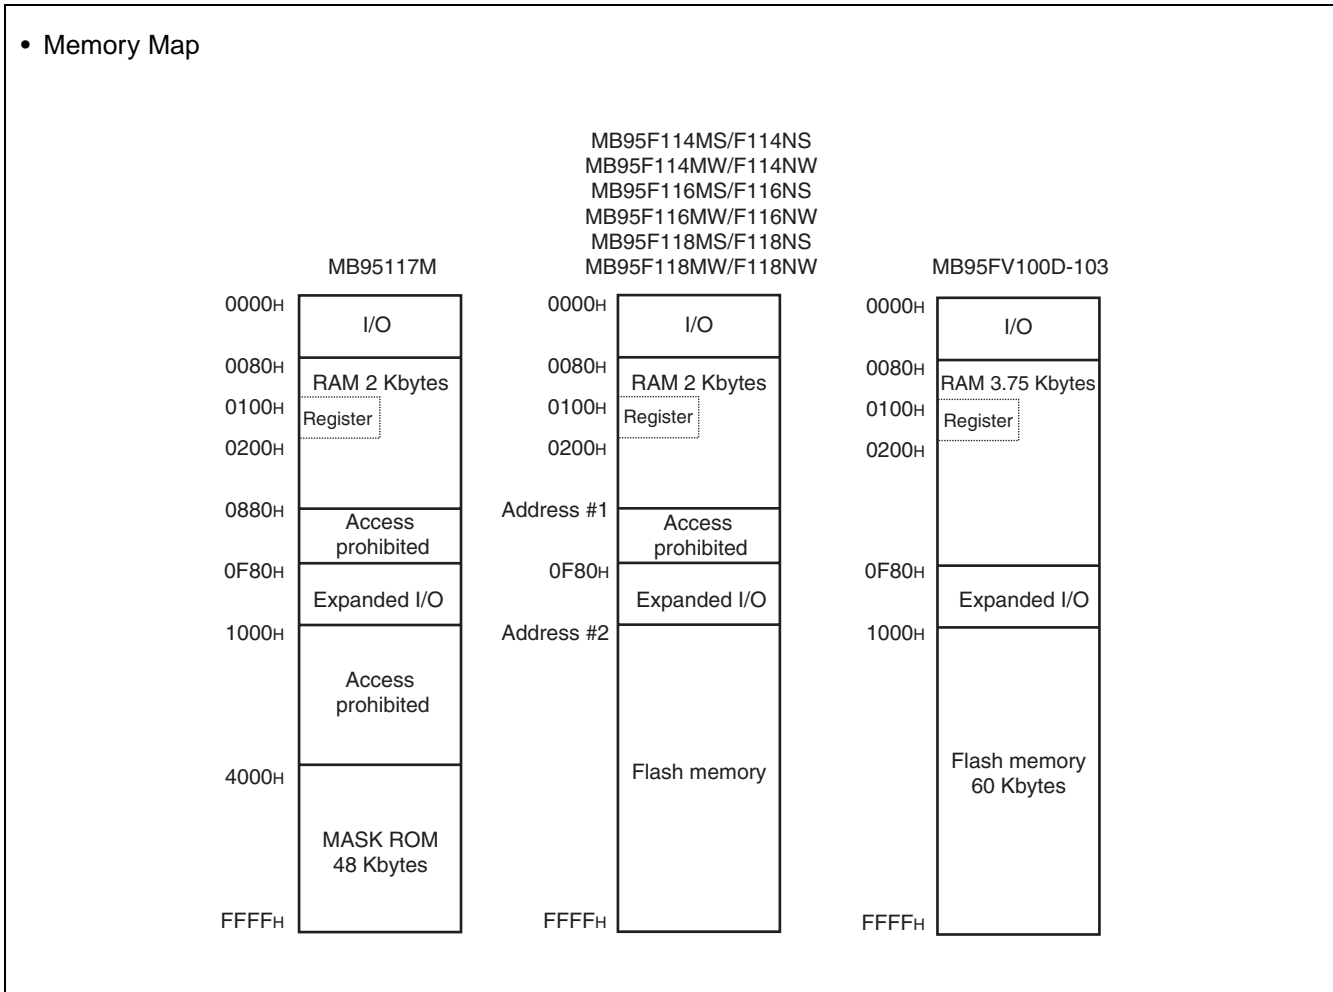 • Memory Map
MB95117M
0000H
I/O
0080H
RAM 2 Kbytes
0100H
Register
0200H
0880H
Access
prohibited
0F80H
Expanded I/O
1000H
Access
prohibited
4000H
MASK ROM
48 Kbytes
FFFFH
MB95F114MS/F114NS
MB95F114MW/F114NW
MB95F116MS/F116NS
MB95F116MW/F116NW
MB95F118MS/F118NS
MB95F118MW/F118NW
0000H
I/O
0080H
RAM 2 Kbytes
0100H
Register
0200H
Address #1
Access
prohibited
0F80H
Expanded I/O
Address #2
Flash memory
FFFFH
MB95FV100D-103
0000H
I/O
0080H
RAM 3.75 Kbytes
0100H
Register
0200H
0F80H
Expanded I/O
1000H
Flash memory
60 Kbytes
FFFFH